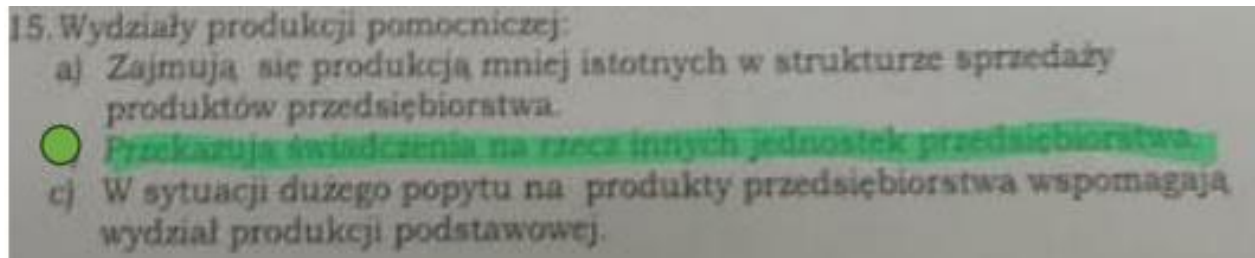 15. Wydziały produkcji pomocniczej:
a) Zajmują się produkcją mniej istotnych w strukturze sprzedaży
produktów przedsiębiorstwa.
Przekazują świadczenia na rzecz innych jednostek przedsiębiorstwa.
c) W sytuacji dużego popytu na produkty przedsiębiorstwa wspomagają
wydział produkcji podstawowej.